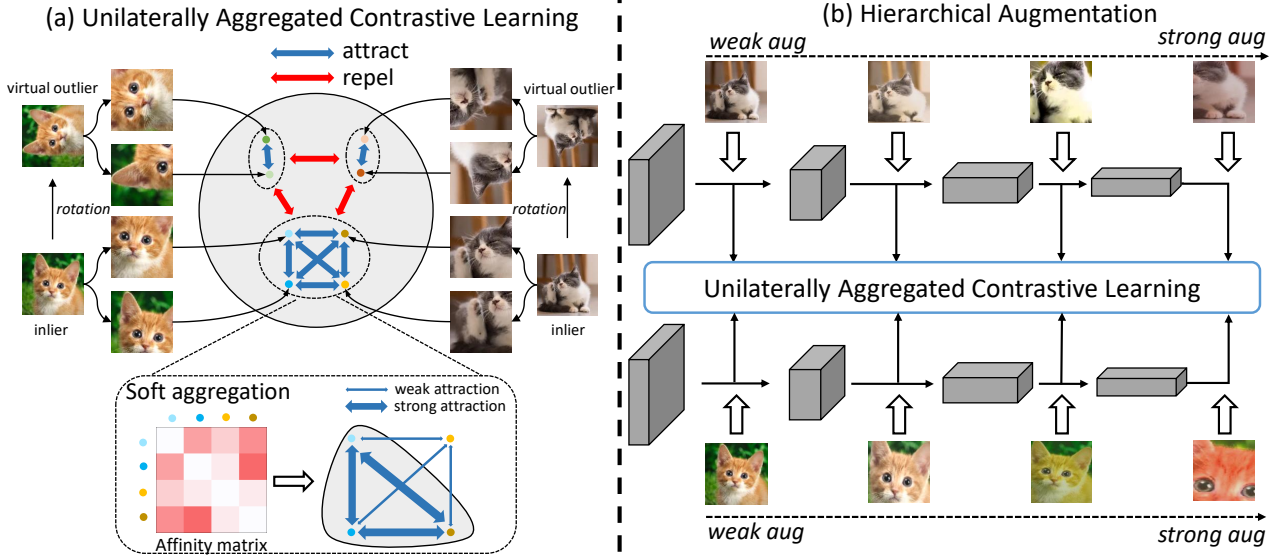 (a) Unilaterally Aggregated Contrastive Learning
attract
repel
virtual outlier
virtual outlier
rotation
rotation
inlier
inlier
Soft aggregation
weak attraction
strong attraction
Affinity matrix
(b) Hierarchical Augmentation
weak aug
strong aug
Unilaterally Aggregated Contrastive Learning
weak aug
strong aug